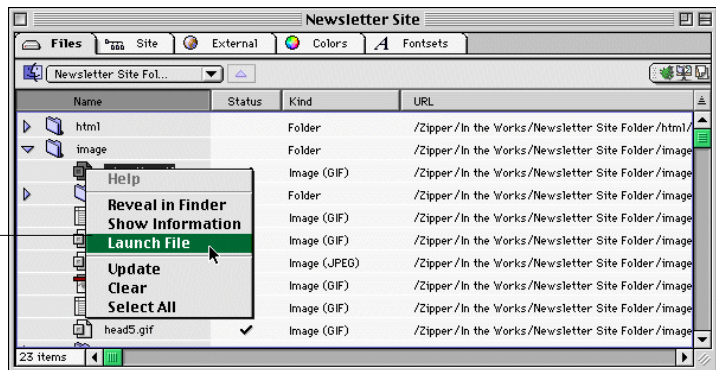 Newsletter Site
Files Site External Colors Fontsets
Newsletter Site Fol...
Name Status Kind URL
html Folder /Zipper/In the Works/Newsletter Site Folder/html/
image Folder /Zipper/In the Works/Newsletter Site Folder/image
Image (GIF) /Zipper/In the Works/Newsletter Site Folder/image
Help
Folder /Zipper/In the Works/Newsletter Site Folder/image
Reveal in Finder
Image (GIF) /Zipper/In the Works/Newsletter Site Folder/image
Show Information
Launch File Image (GIF) /Zipper/In the Works/Newsletter Site Folder/image
Image (JPEG) /Zipper/In the Works/Newsletter Site Folder/image
Update
Image (GIF) /Zipper/In the Works/Newsletter Site Folder/image
Clear
Select All Image (GIF) /Zipper/In the Works/Newsletter Site Folder/image
head5.gif Image (GIF) /Zipper/In the Works/Newsletter Site Folder/image
23 items